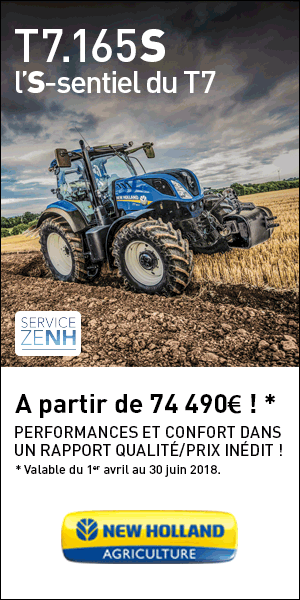 T7.165S
l'S-sentiel du T7
SERVICE
ZENH
A partir de 74 490€ ! *
PERFORMANCES ET CONFORT DANS
UN RAPPORT QUALITÉ/PRIX INÉDIT !
* Valable du 1er avril au 30 juin 2018.
NEW HOLLAND
AGRICULTURE